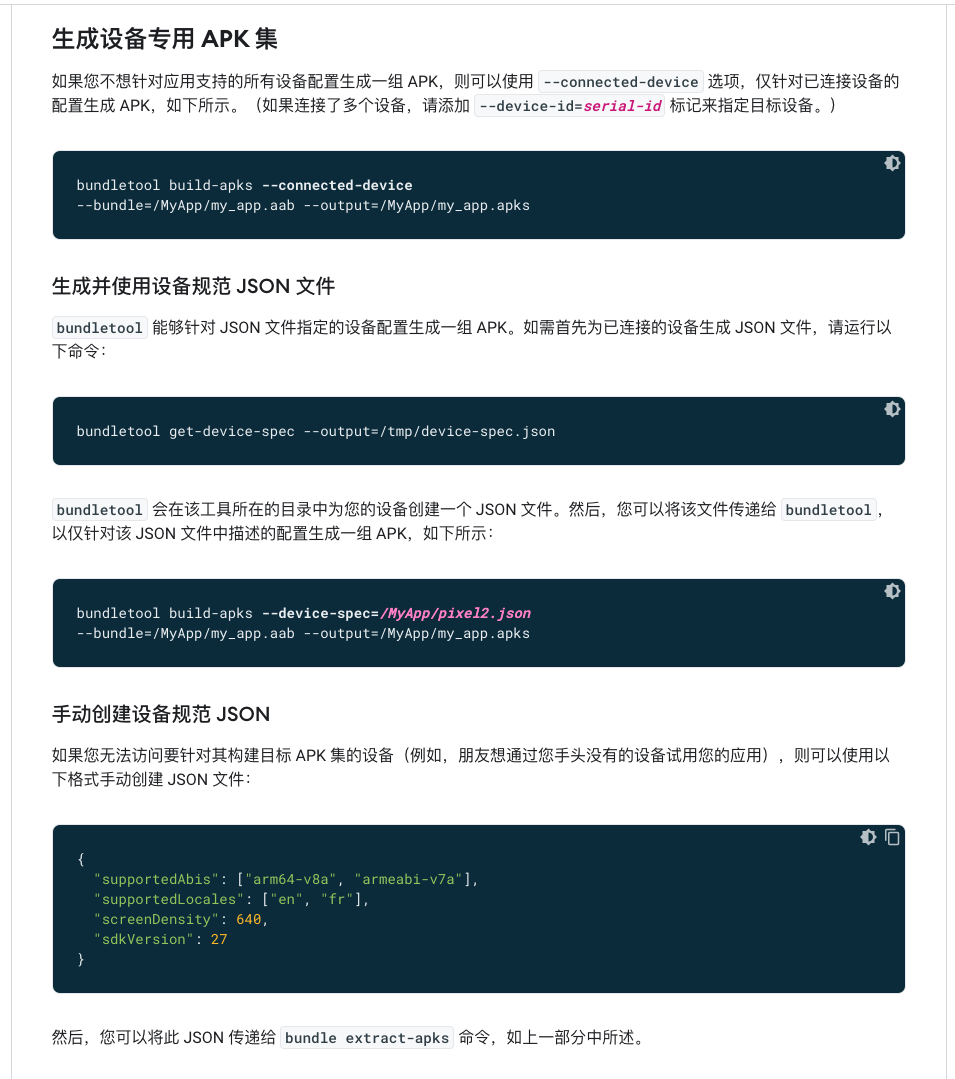 生成设备专用 APK 集
如果您不想针对应用支持的所有设备配置生成一组 APK，则可以使用 --connected-device 选项，仅针对已连接设备的
配置生成 APK，如下所示。（如果连接了多个设备，请添加 --device-id=serial-id 标记来指定目标设备。）
bundletool build-apks --connected-device
--bundle=/MyApp/my_app.aab --output=/MyApp/my_app.apks
生成并使用设备规范 JSON 文件
bundletool 能够针对 JSON 文件指定的设备配置生成一组 APK。如需首先为已连接的设备生成 JSON 文件，请运行以
下命令：
bundletool get-device-spec --output=/tmp/device-spec.json
bundletool 会在该工具所在的目录中为您的设备创建一个 JSON 文件。然后，您可以将该文件传递给 bundletool，
以仅针对该 JSON 文件中描述的配置生成一组 APK，如下所示：
bundletool build-apks --device-spec=/MyApp/pixel2.json
--bundle=/MyApp/my_app.aab --output=/MyApp/my_app.apks
手动创建设备规范 JSON
如果您无法访问要针对其构建目标 APK 集的设备（例如，朋友想通过您手头没有的设备试用您的应用），则可以使用以
下格式手动创建 JSON 文件：
{
  "supportedAbis": ["arm64-v8a", "armeabi-v7a"],
  "supportedLocales": ["en", "fr"],
  "screenDensity": 640,
  "sdkVersion": 27
}
然后，您可以将此 JSON 传递给 bundle extract-apks 命令，如上一部分中所述。